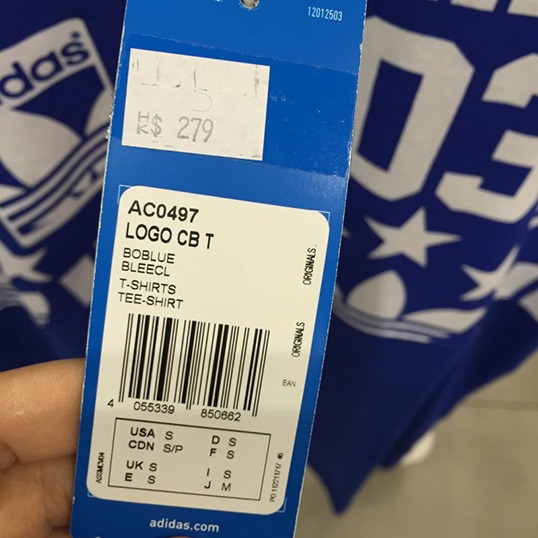 12012503
das®
03
HK$ 279
AC0497
LOGO CB T
BOBLUE
BLEECL
T-SHIRTS
TEE-SHIRT
ORIGINALS.
ORIGINALS
EAN
4 055339 850662
USA S D S
CDN S/P F S
UK S I S
E S J M
adidas.com